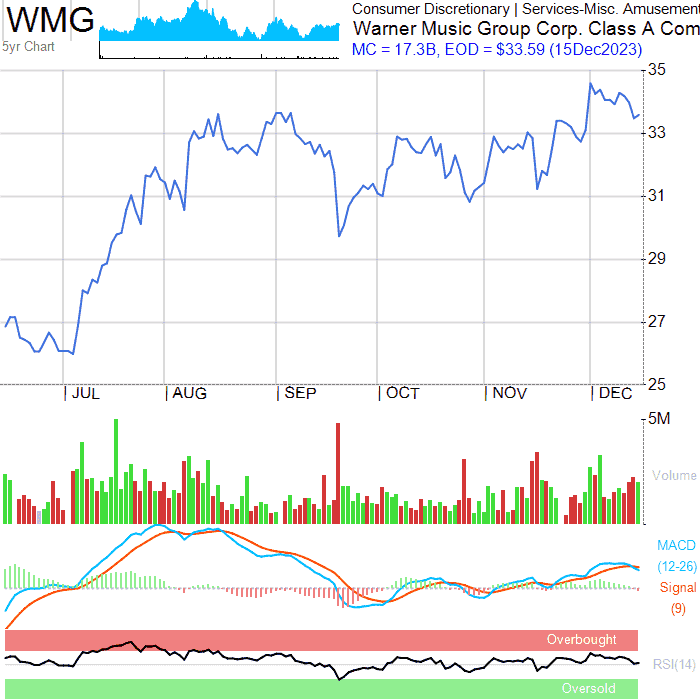 WMG
5yr Chart
Consumer Discretionary | Services-Misc. Amusement
Warner Music Group Corp. Class A Com
MC = 17.3B, EOD = $33.59 (15Dec2023)
35
33
31
29
27
25
| JUL | AUG | SEP | OCT | NOV | DEC
5M
Volume
MACD
(12-26)
Signal
(9)
Overbought
RSI(14)
Oversold